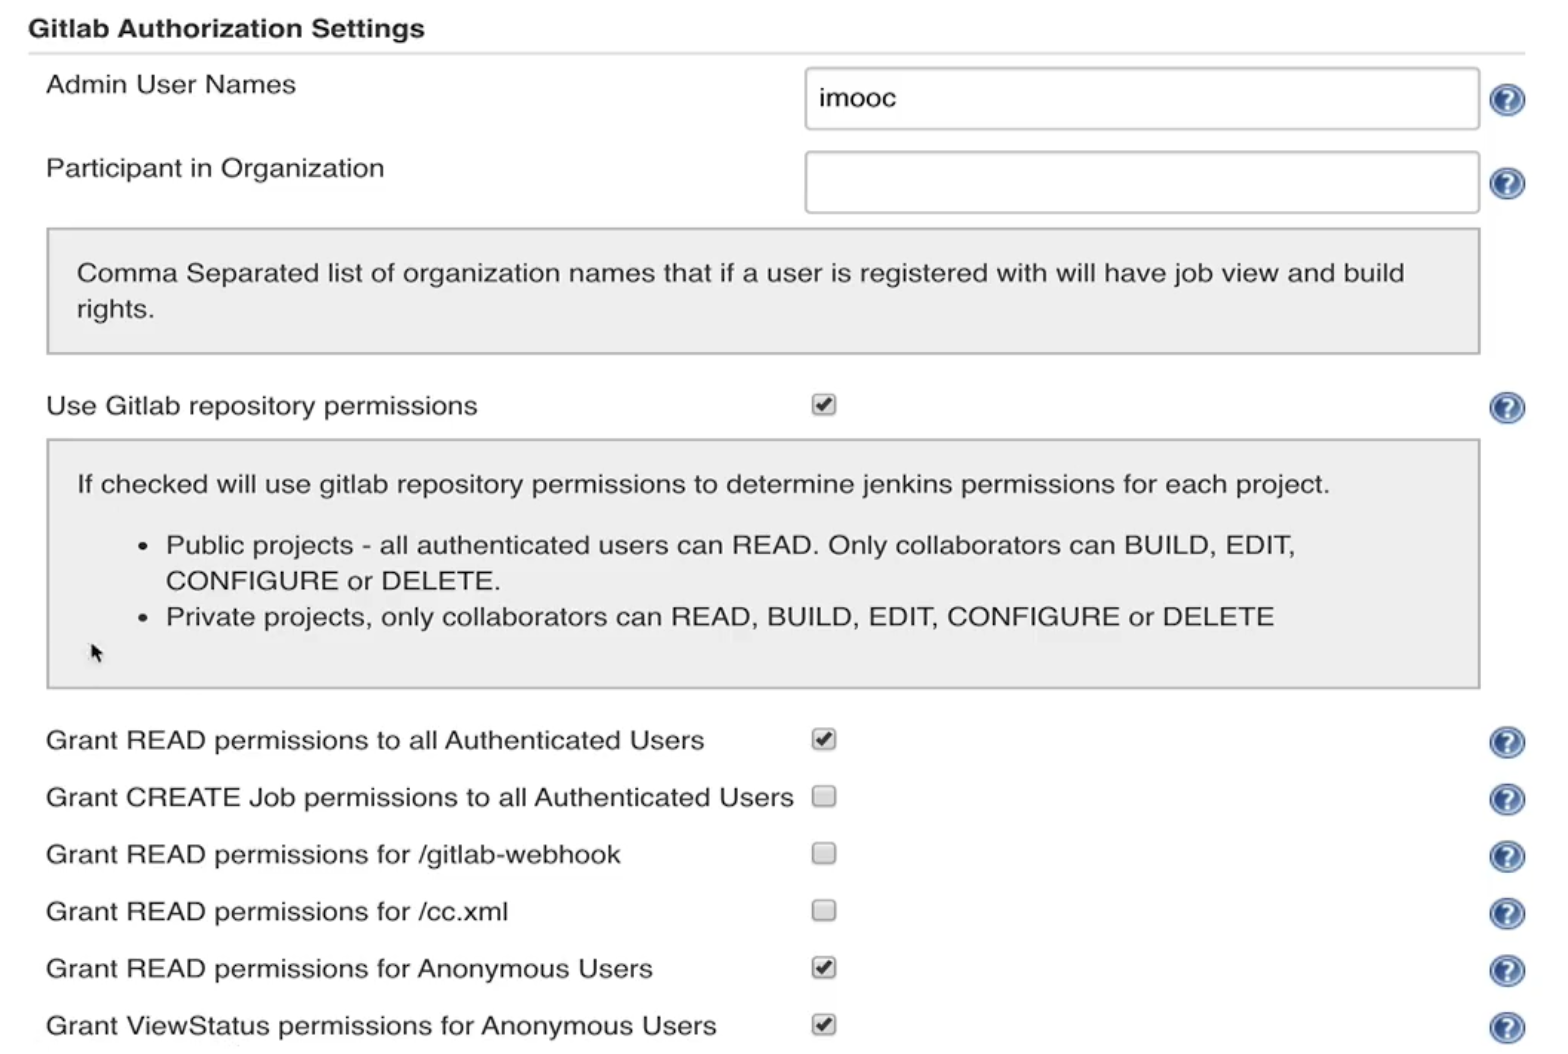 Gitlab Authorization Settings
Admin User Names
imooc
Participant in Organization
Comma Separated list of organization names that if a user is registered with will have job view and build
rights.
Use Gitlab repository permissions
If checked will use gitlab repository permissions to determine jenkins permissions for each project.
• Public projects - all authenticated users can READ. Only collaborators can BUILD, EDIT,
CONFIGURE or DELETE.
• Private projects, only collaborators can READ, BUILD, EDIT, CONFIGURE or DELETE
Grant READ permissions to all Authenticated Users
Grant CREATE Job permissions to all Authenticated Users
Grant READ permissions for /gitlab-webhook
Grant READ permissions for /cc.xml
Grant READ permissions for Anonymous Users
Grant ViewStatus permissions for Anonymous Users